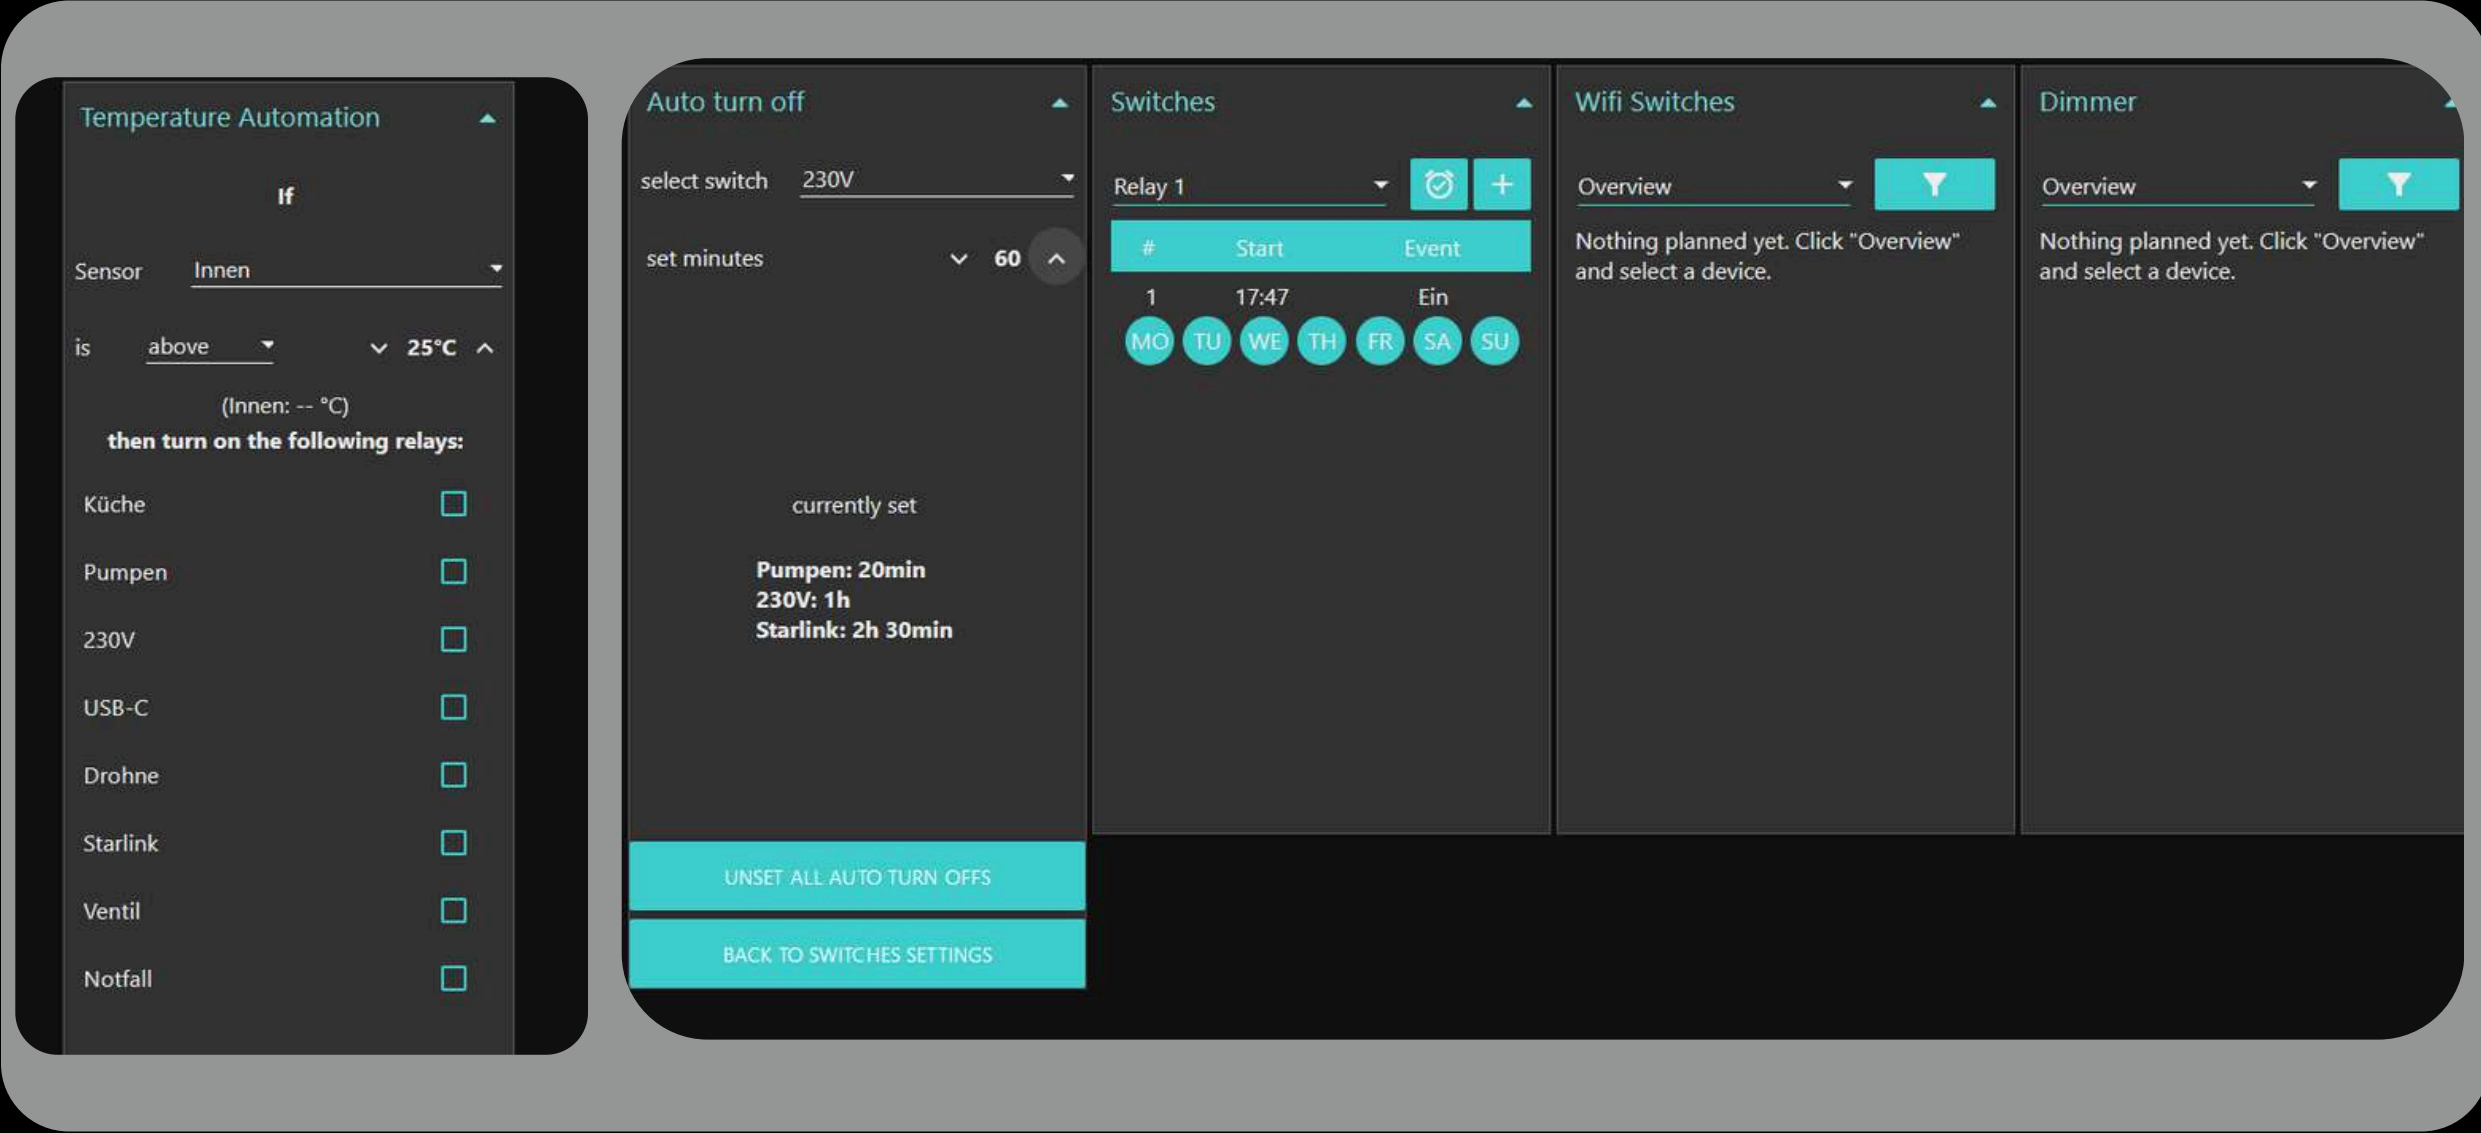 Temperature Automation
If
Sensor Innen
is above 25°C
(Innen: -- °C)
then turn on the following relays:
Küche
Pumpen
230V
USB-C
Drohne
Starlink
Ventil
Notfall
Auto turn off
select switch 230V
set minutes 60
currently set
Pumpen: 20min
230V: 1h
Starlink: 2h 30min
UNSET ALL AUTO TURN OFFS
BACK TO SWITCHES SETTINGS
Switches
Relay 1 +
# Start Event
1 17:47 Ein
MO TU WE TH FR SA SU
Wifi Switches
Overview
Nothing planned yet. Click "Overview"
and select a device.
Dimmer
Overview
Nothing planned yet. Click "Overview"
and select a device.